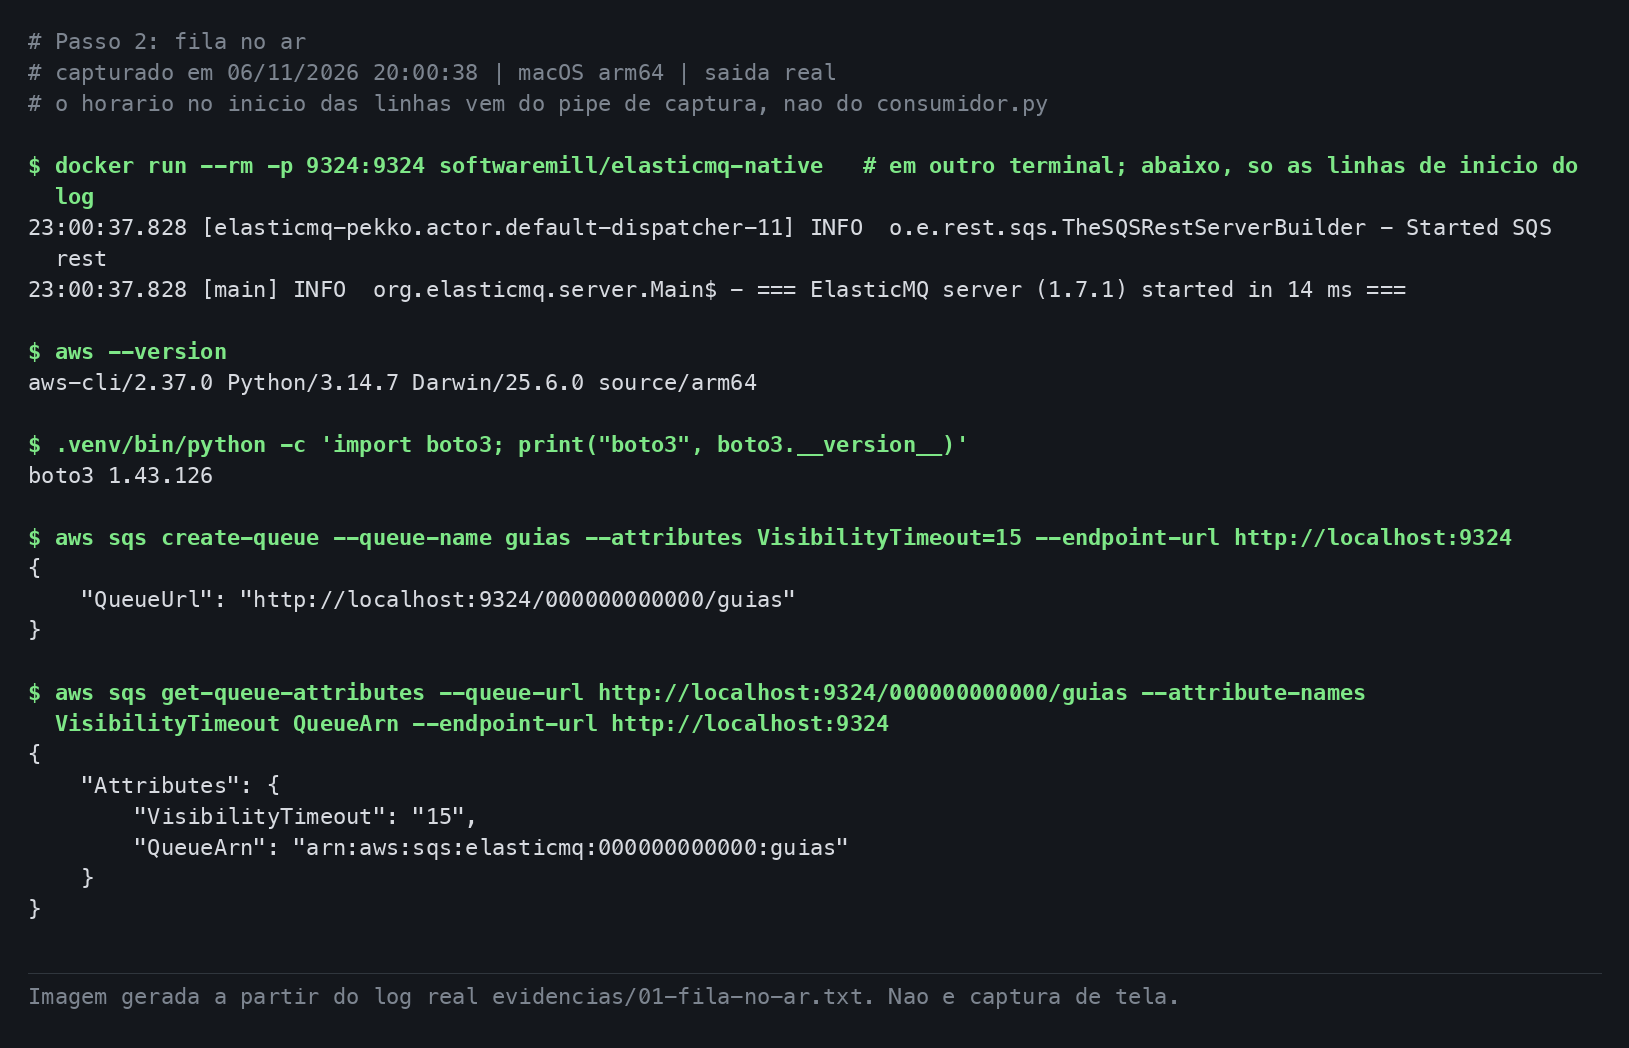 # Passo 2: fila no ar
# capturado em 06/11/2026 20:00:38 | macOS arm64 | saida real
# o horario no inicio das linhas vem do pipe de captura, nao do consumidor.py
$ docker run --rm -p 9324:9324 softwaremill/elasticmq-native   # em outro terminal; abaixo, so as linhas de inicio do
  log
23:00:37.828 [elasticmq-pekko.actor.default-dispatcher-11] INFO  o.e.rest.sqs.TheSQSRestServerBuilder - Started SQS
  rest
23:00:37.828 [main] INFO  org.elasticmq.server.Main$ - === ElasticMQ server (1.7.1) started in 14 ms ===
$ aws --version
aws-cli/2.37.0 Python/3.14.7 Darwin/25.6.0 source/arm64
$ .venv/bin/python -c 'import boto3; print("boto3", boto3.__version__)'
boto3 1.43.126
$ aws sqs create-queue --queue-name guias --attributes VisibilityTimeout=15 --endpoint-url http://localhost:9324
{
    "QueueUrl": "http://localhost:9324/000000000000/guias"
}
$ aws sqs get-queue-attributes --queue-url http://localhost:9324/000000000000/guias --attribute-names
  VisibilityTimeout QueueArn --endpoint-url http://localhost:9324
{
    "Attributes": {
        "VisibilityTimeout": "15",
        "QueueArn": "arn:aws:sqs:elasticmq:000000000000:guias"
    }
}
Imagem gerada a partir do log real evidencias/01-fila-no-ar.txt. Nao e captura de tela.